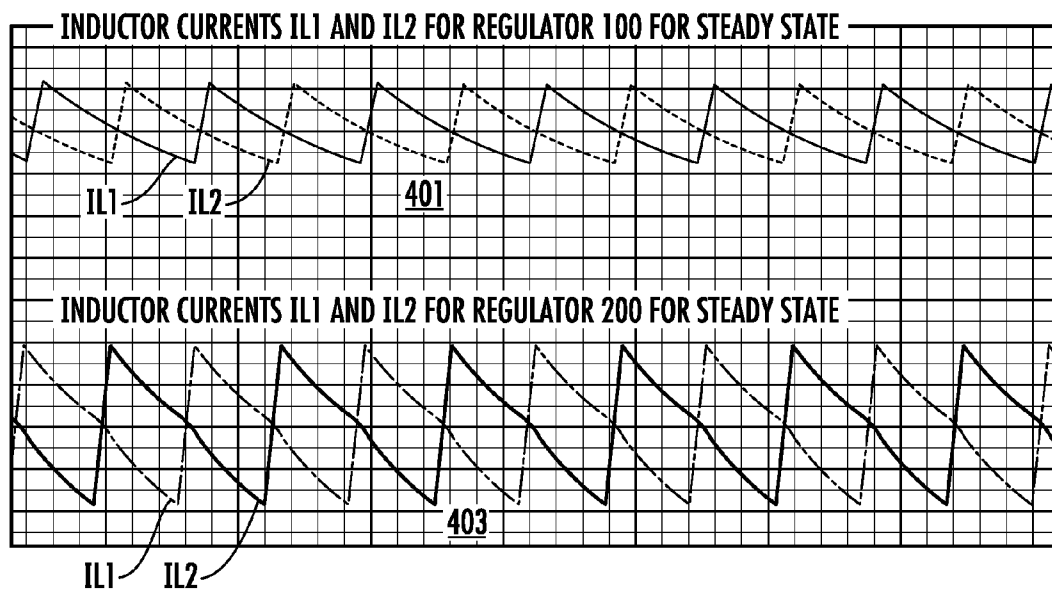 INDUCTOR CURRENTS IL1 AND IL2 FOR REGULATOR 100 FOR STEADY STATE
IL1
IL2
401
INDUCTOR CURRENTS IL1 AND IL2 FOR REGULATOR 200 FOR STEADY STATE
403
IL1
IL2